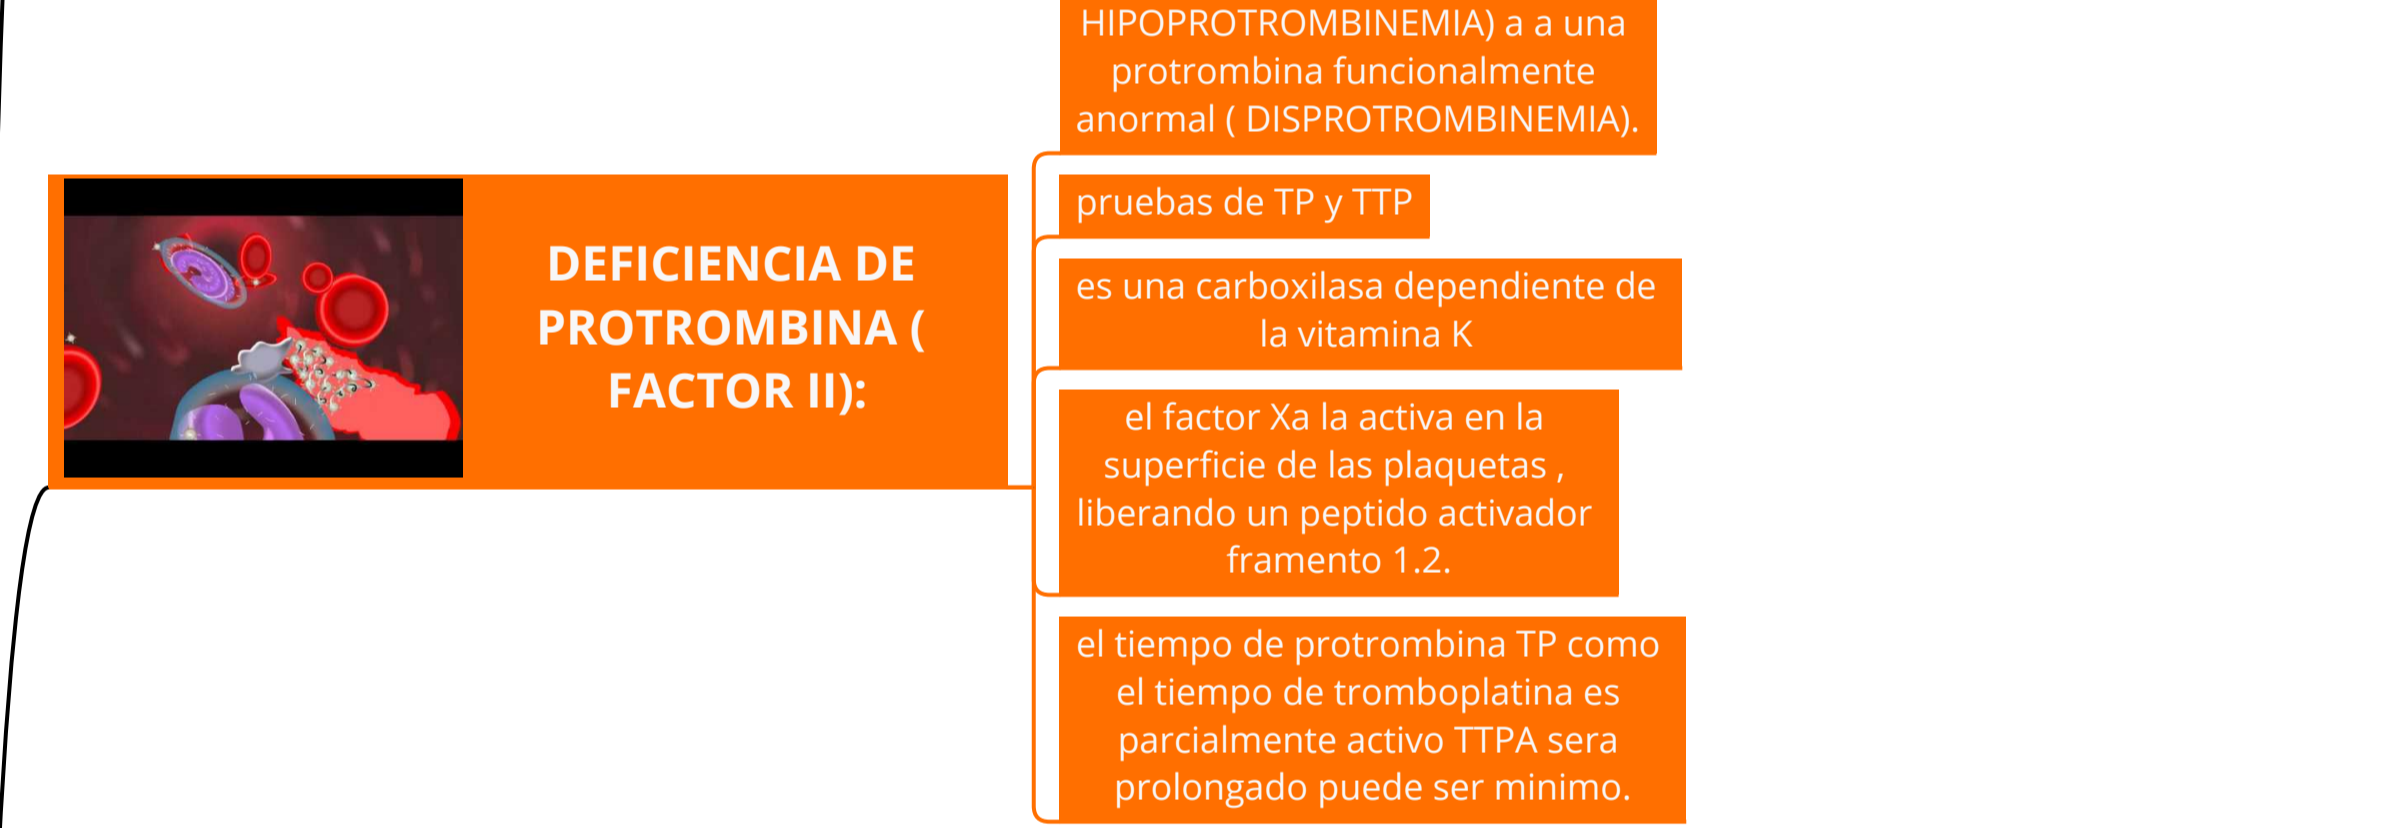 HIPOPROTROMBINEMIA) a a una
protrombina funcionalmente
anormal ( DISPROTROMBINEMIA).
pruebas de TP y TTP
DEFICIENCIA DE
PROTROMBINA (
FACTOR II):
es una carboxilasa dependiente de
la vitamina K
el factor Xa la activa en la
superficie de las plaquetas ,
liberando un peptido activador
framento 1.2.
el tiempo de protrombina TP como
el tiempo de tromboplatina es
parcialmente activo TTPA sera
prolongado puede ser minimo.